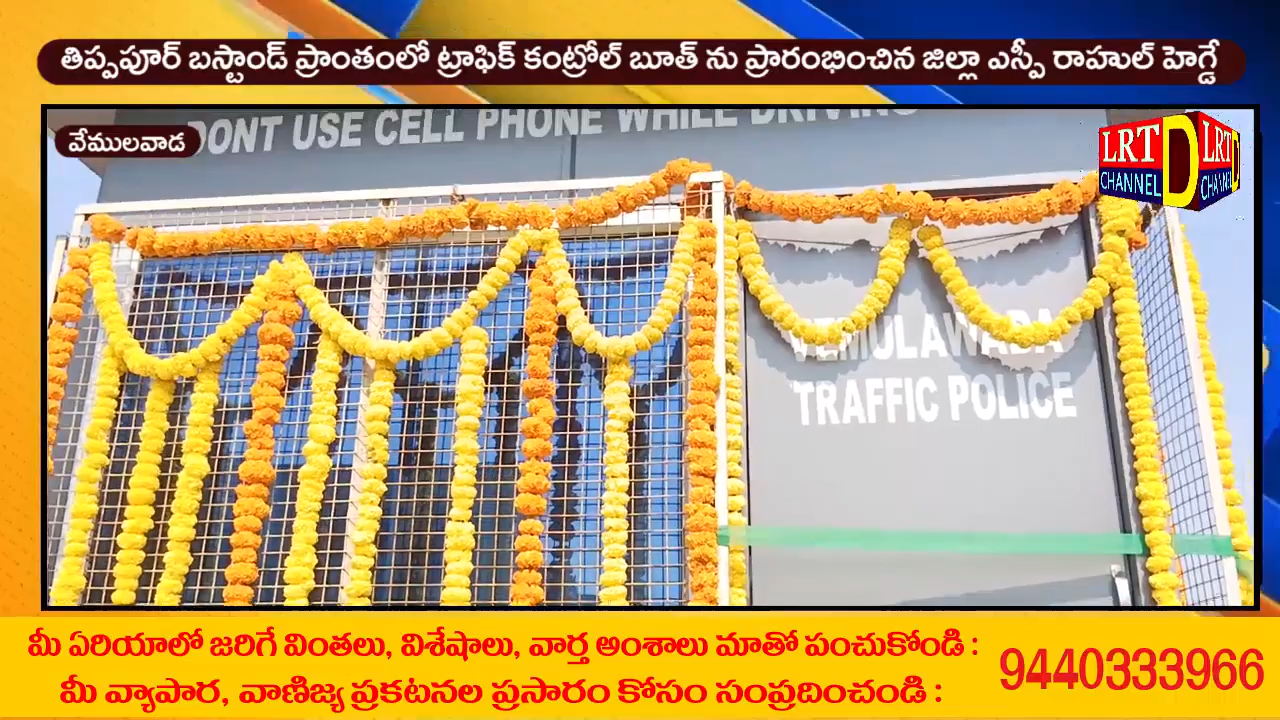 తిప్పపూర్ బస్టాండ్ ప్రాంతంలో ట్రాఫిక్ కంట్రోల్ బూత్ ను ప్రారంభించిన జిల్లా ఎస్పీ రాహుల్ హెగ్డే
వేములవాడ
DONT USE CELL PHONE WHILE DRIVING
LRT
CHANNEL
D
LRT
CHANNEL
D
VEMULAWADA
TRAFFIC POLICE
మీ ఏరియాలో జరిగే వింతలు, విశేషాలు, వార్త అంశాలు మాతో పంచుకోండి :
మీ వ్యాపార, వాణిజ్య ప్రకటనల ప్రసారం కోసం సంప్రదించండి :
9440333966